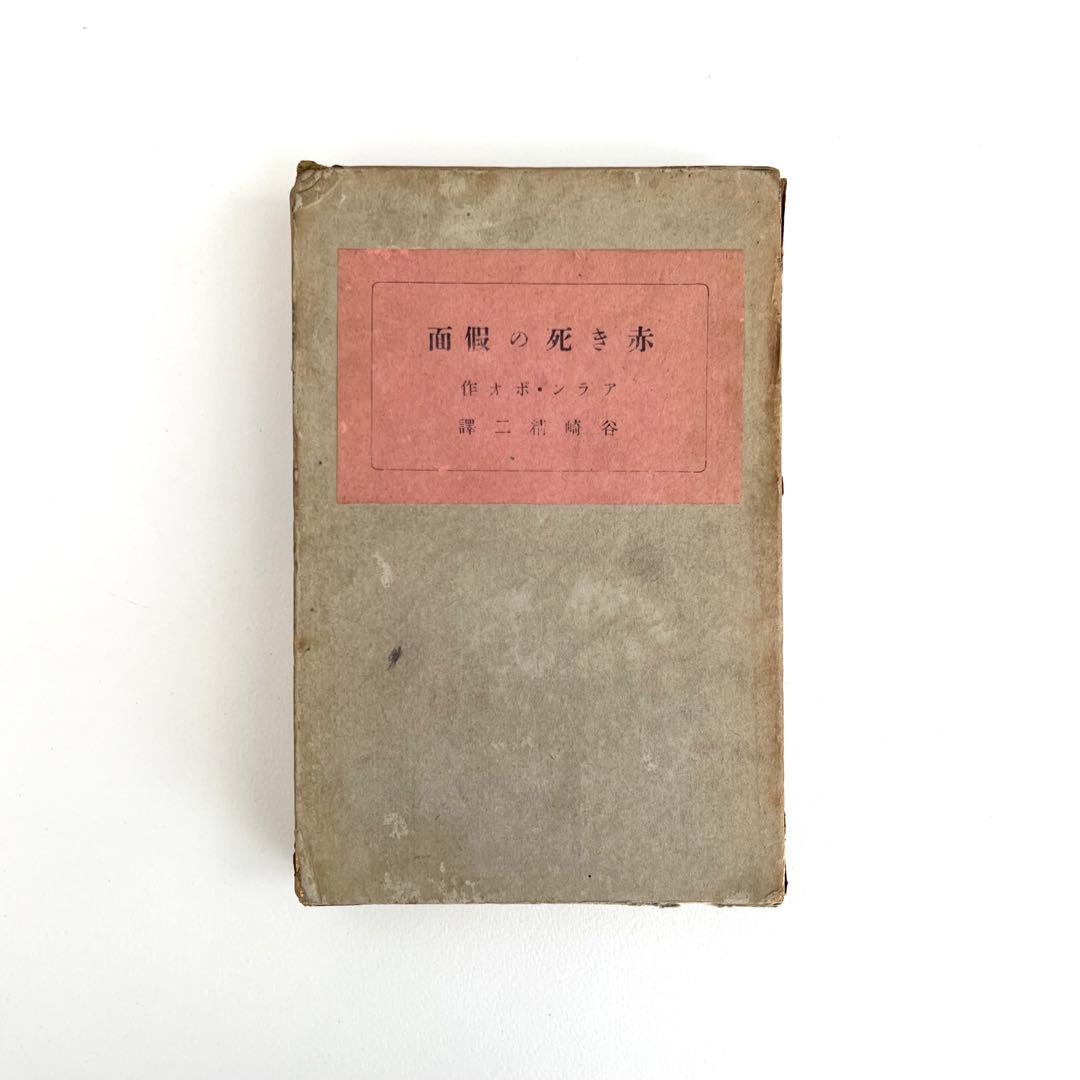 赤き死の假面
アラン・ポオ作
谷崎精二譯